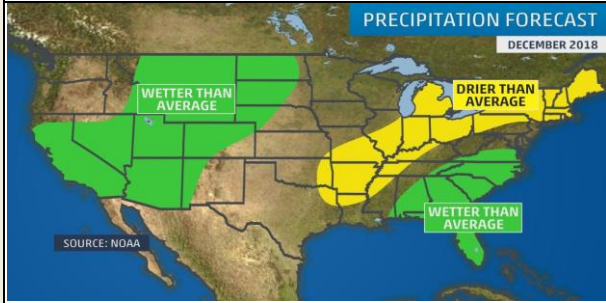 PRECIPITATION FORECAST
DECEMBER 2018
WETTER THAN
AVERAGE
DRIER THAN
AVERAGE
WETTER THAN
AVERAGE
SOURCE: NOAA